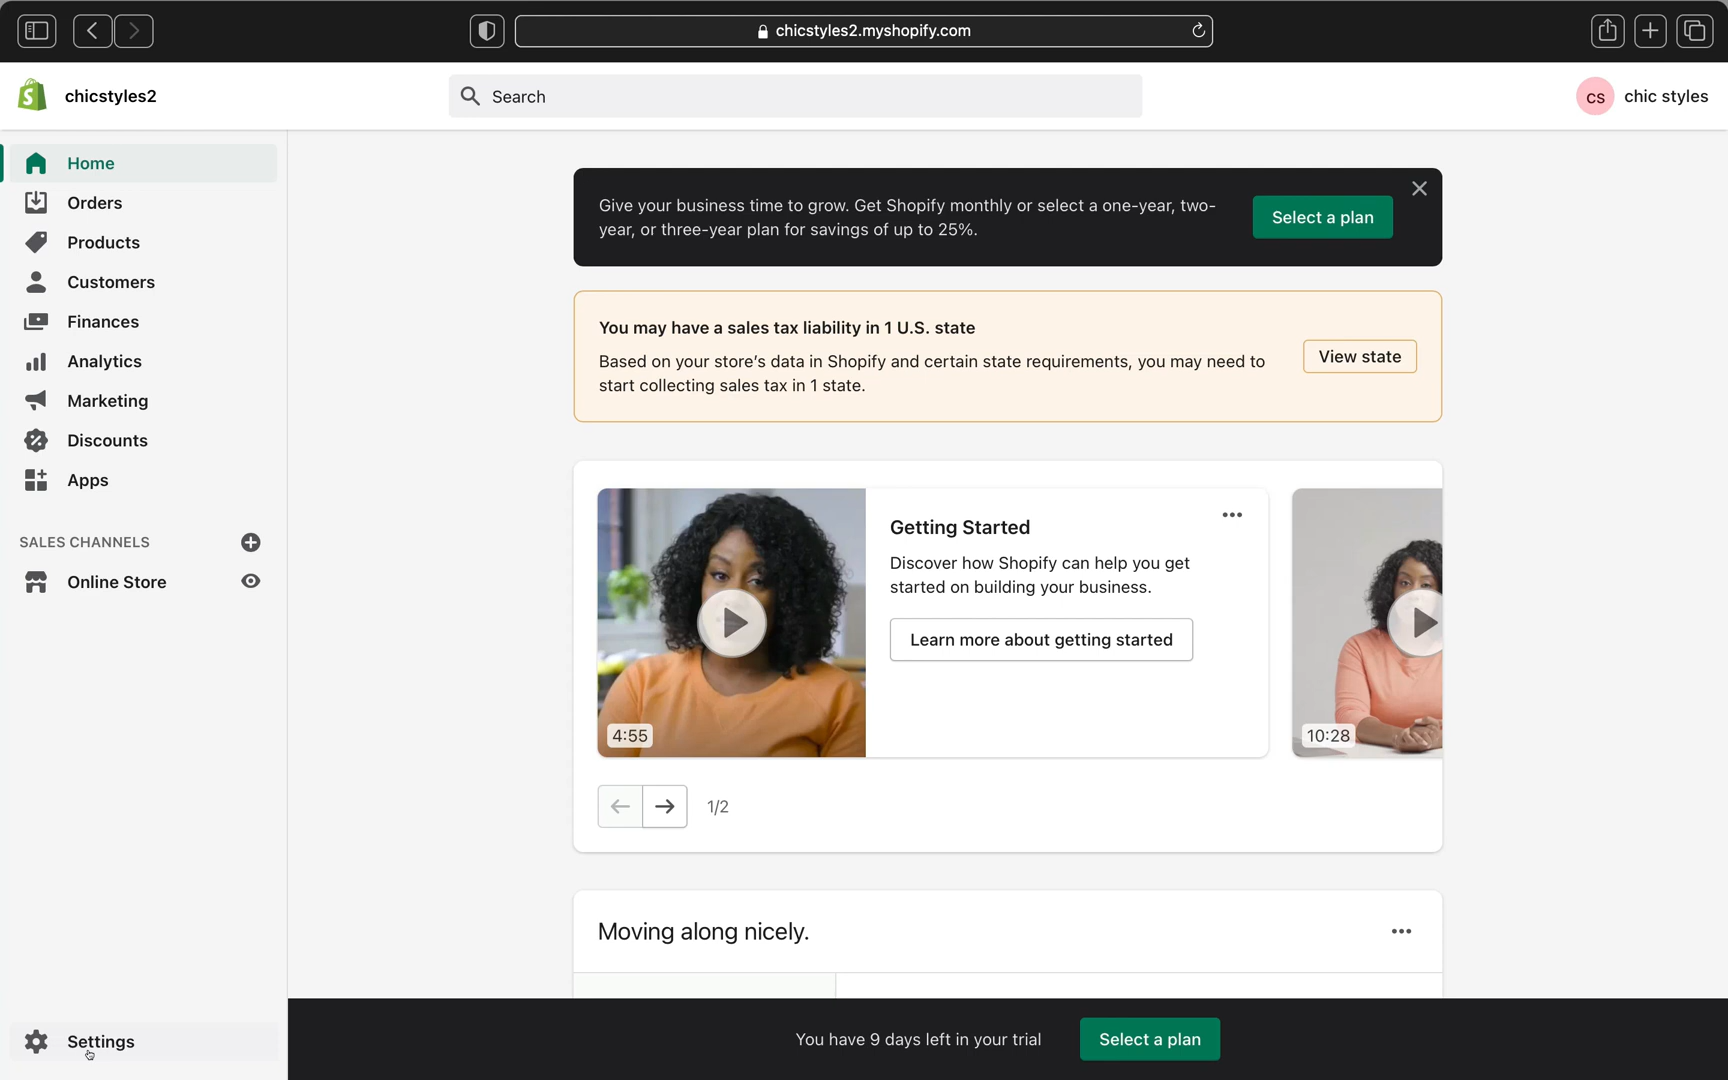 chicstyles2.myshopify.com
chicstyles2
Search
CS
chic styles
Home
Orders
Products
Customers
Finances
Analytics
Marketing
Discounts
Apps
SALES CHANNELS
Online Store
Settings
Give your business time to grow. Get Shopify monthly or select a one-year, two-
year, or three-year plan for savings of up to 25%.
Select a plan
You may have a sales tax liability in 1 U.S. state
Based on your store's data in Shopify and certain state requirements, you may need to
start collecting sales tax in 1 state.
View state
4:55
Getting Started
Discover how Shopify can help you get
started on building your business.
Learn more about getting started
10:28
1/2
Moving along nicely.
You have 9 days left in your trial
Select a plan